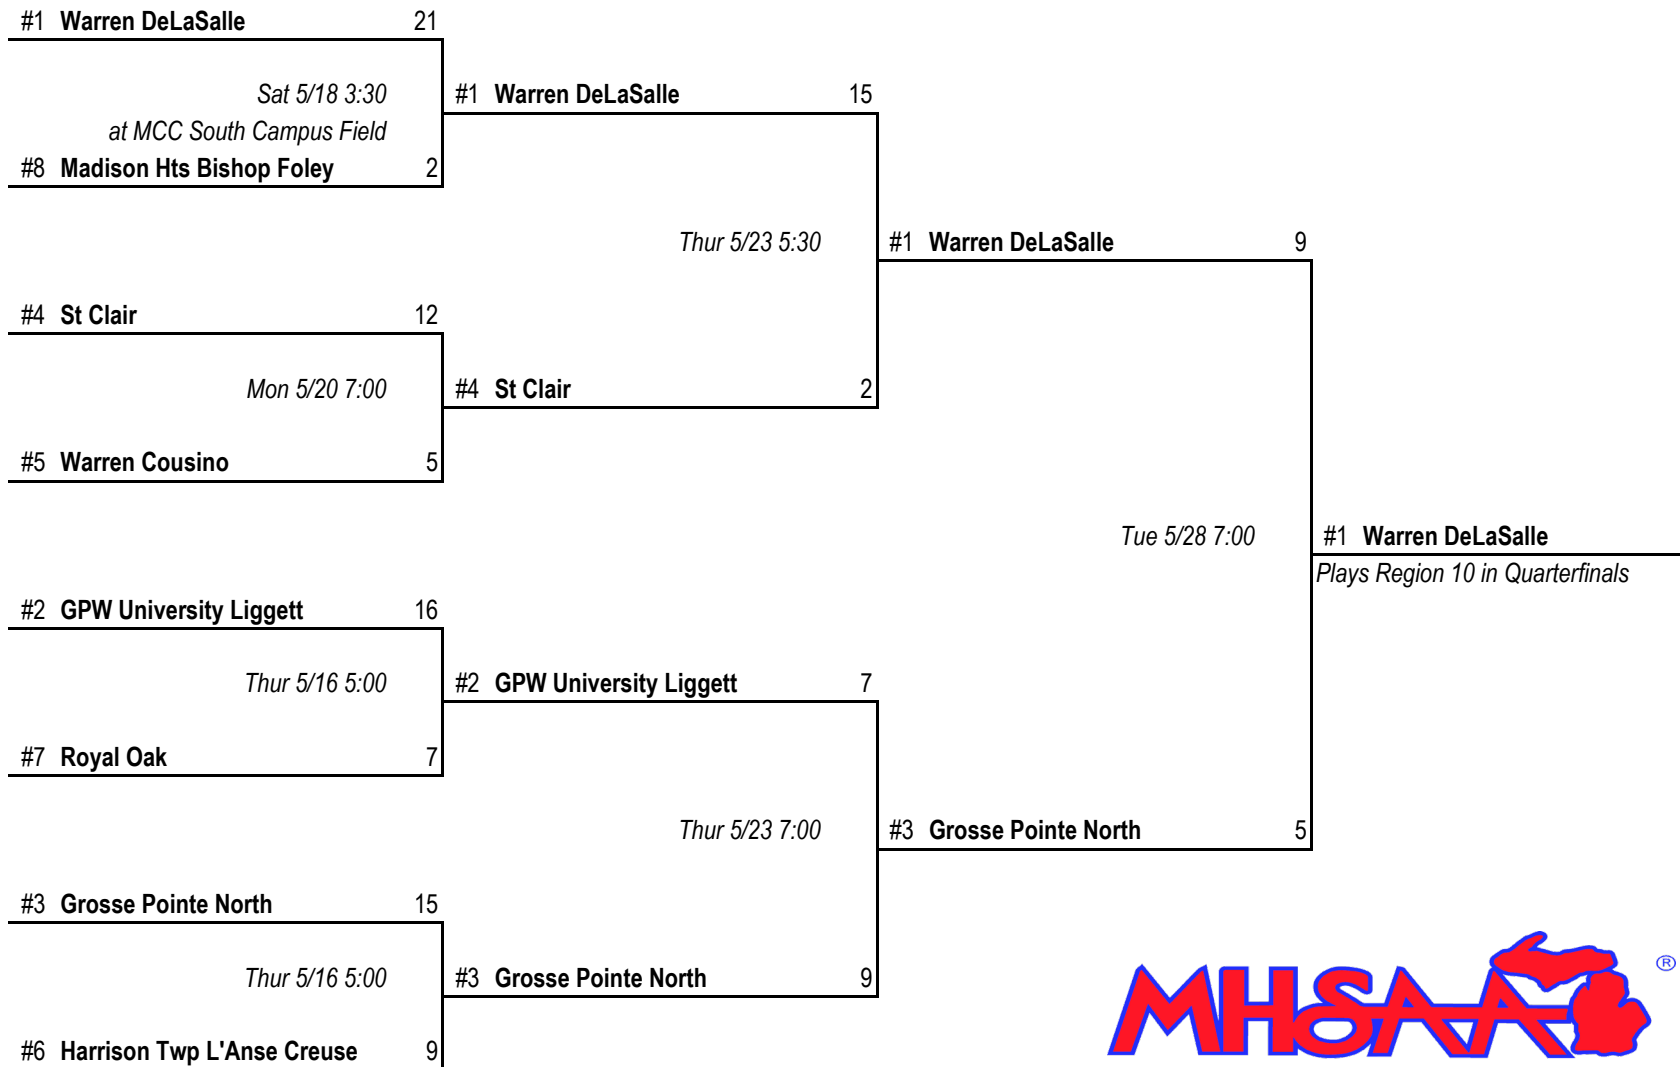 #1 Warren DeLaSalle 21
Sat 5/18 3:30
at MCC South Campus Field
#8 Madison Hts Bishop Foley 2
#1 Warren DeLaSalle 15
Thur 5/23 5:30
#1 Warren DeLaSalle 9
#4 St Clair 12
Mon 5/20 7:00
#4 St Clair 2
#5 Warren Cousino 5
Tue 5/28 7:00
#1 Warren DeLaSalle
Plays Region 10 in Quarterfinals
#2 GPW University Liggett 16
Thur 5/16 5:00
#2 GPW University Liggett 7
#7 Royal Oak 7
Thur 5/23 7:00
#3 Grosse Pointe North 5
#3 Grosse Pointe North 15
Thur 5/16 5:00
#3 Grosse Pointe North 9
#6 Harrison Twp L'Anse Creuse 9
MHSAA ®